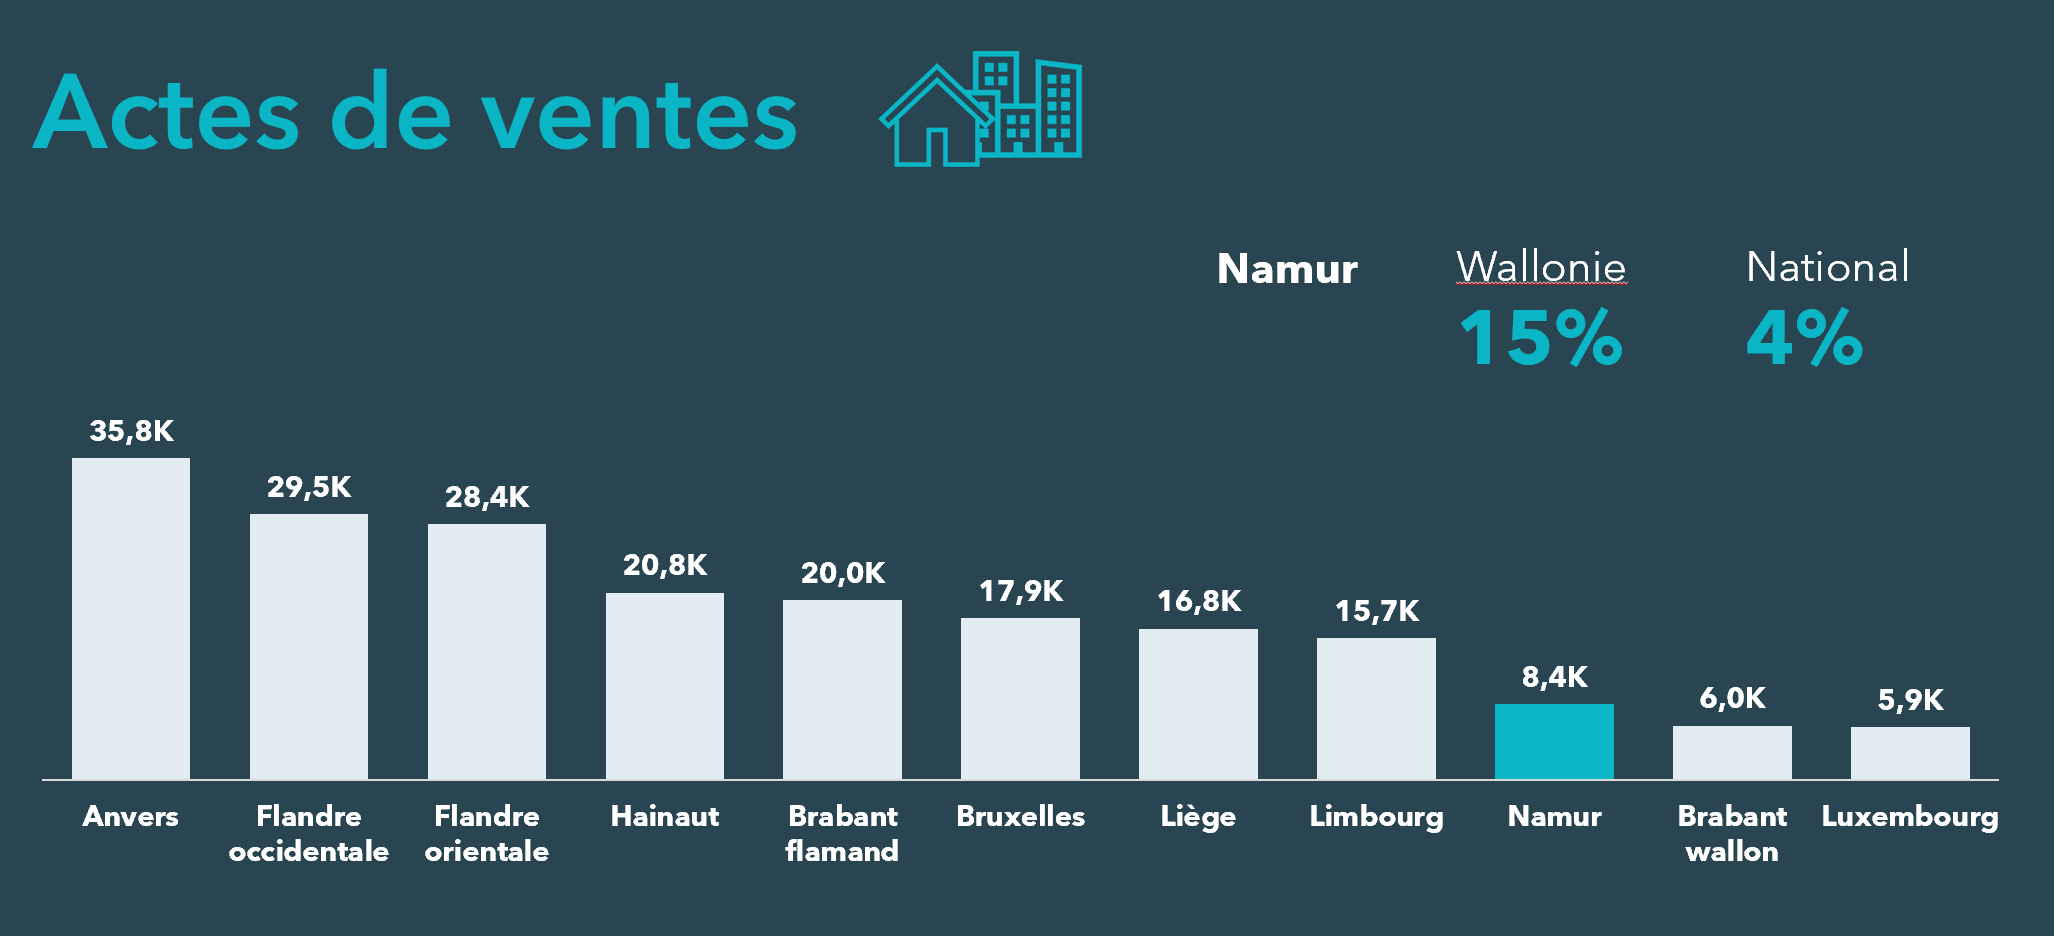 Actes de ventes
Namur
Wallonie
National
15%
4%
35,8K
29,5K
28,4K
20,8K
20,0K
17,9K
16,8K
15,7K
8,4K
6,0K
5,9K
Anvers
Flandre
occidentale
Flandre
orientale
Hainaut
Brabant
flamand
Bruxelles
Liège
Limbourg
Namur
Brabant
wallon
Luxembourg